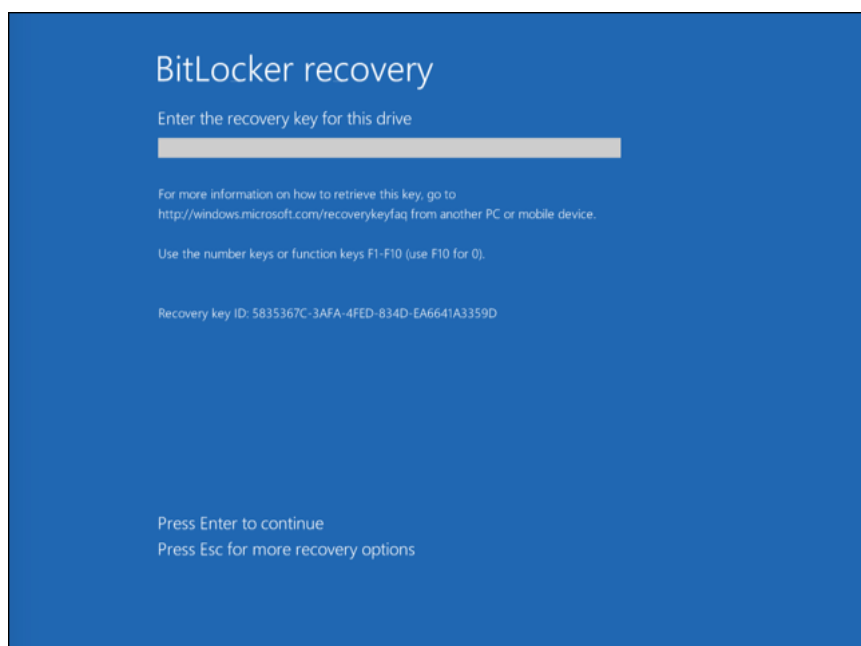 BitLocker recovery
Enter the recovery key for this drive
For more information on how to retrieve this key, go to
http://windows.microsoft.com/recoverykeyfaq from another PC or mobile device.
Use the number keys or function keys F1-F10 (use F10 for 0).
Recovery key ID: 5835367C-3AFA-4FED-834D-EA6641A3359D
Press Enter to continue
Press Esc for more recovery options